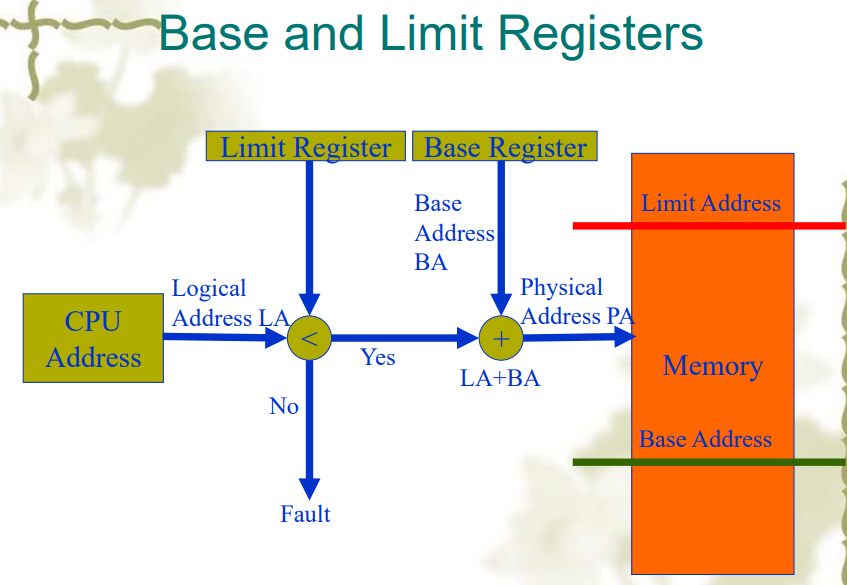 Base and Limit Registers
Limit Register
Base Register
Base
Address
BA
Limit Address
Logical
Address LA
Physical
Address PA
CPU
Address
<
+
Yes
LA+BA
Memory
No
Base Address
Fault